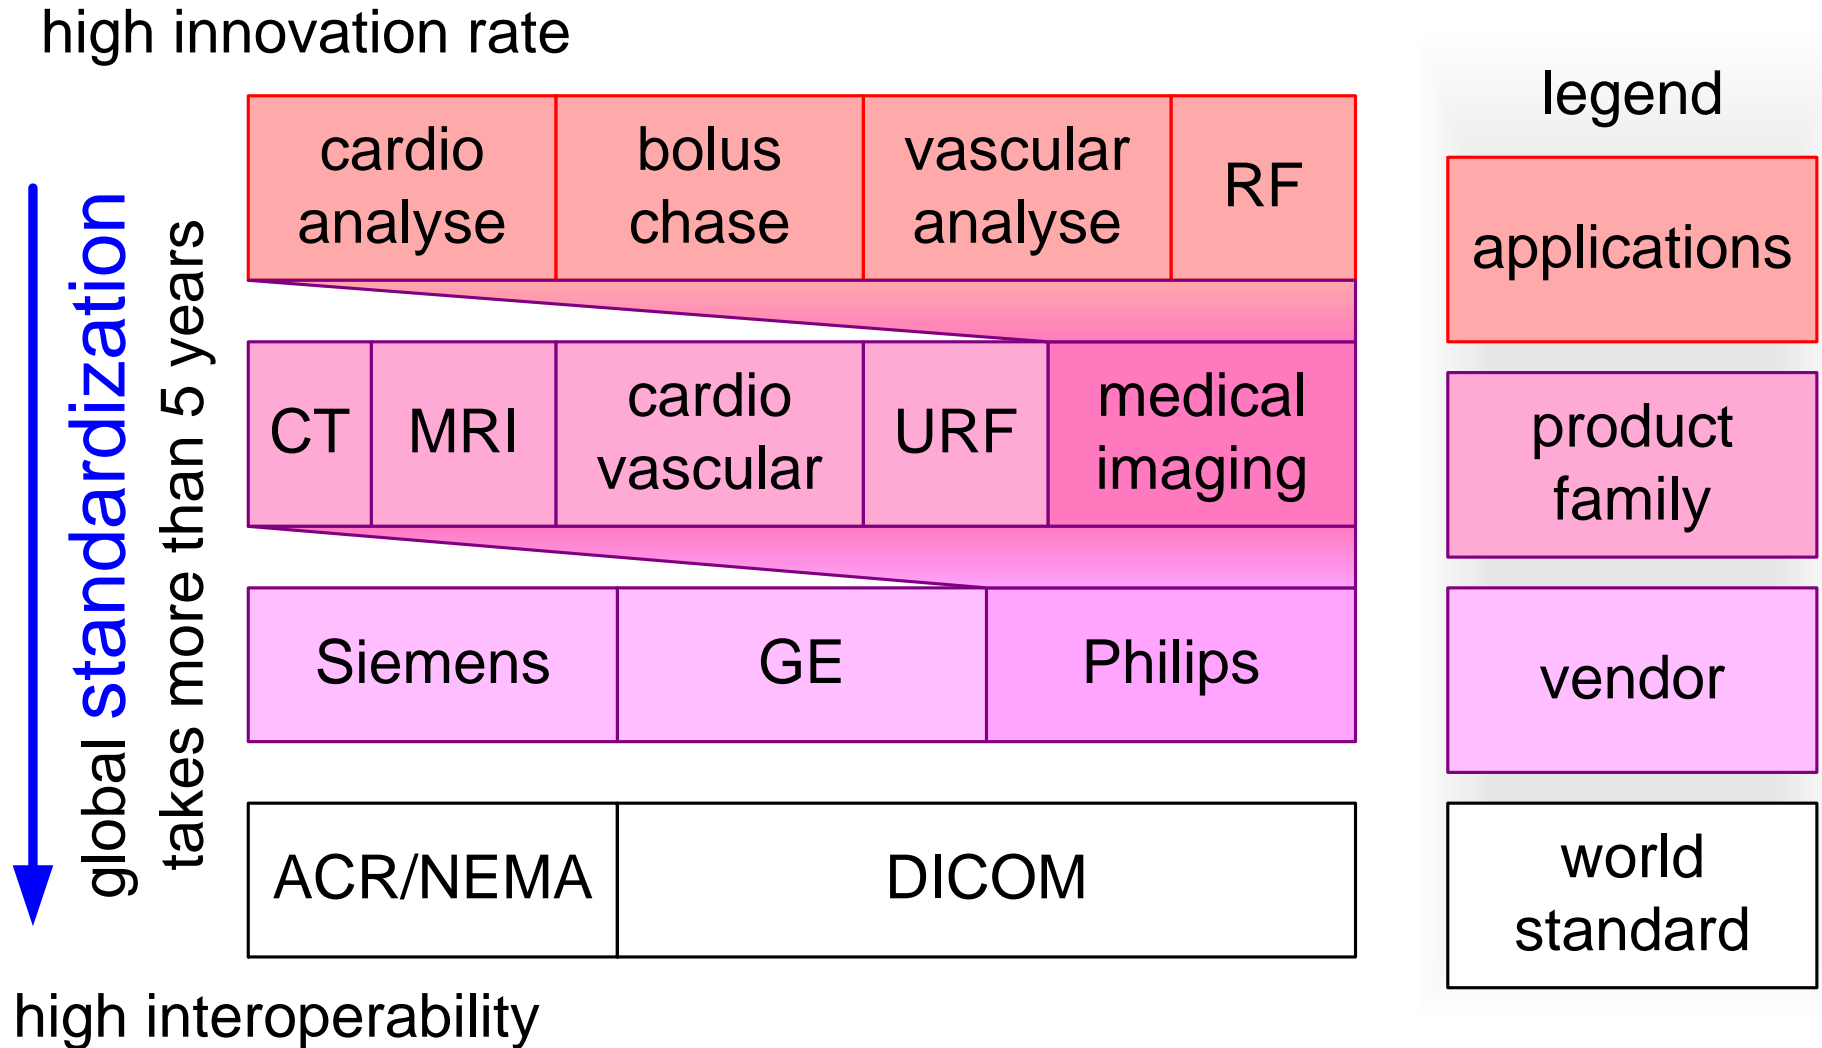 high innovation rate
global standardization
takes more than 5 years
cardio
analyse
bolus
chase
vascular
analyse
RF
CT
MRI
cardio
vascular
URF
medical
imaging
Siemens
GE
Philips
ACR/NEMA
DICOM
high interoperability
legend
applications
product
family
vendor
world
standard